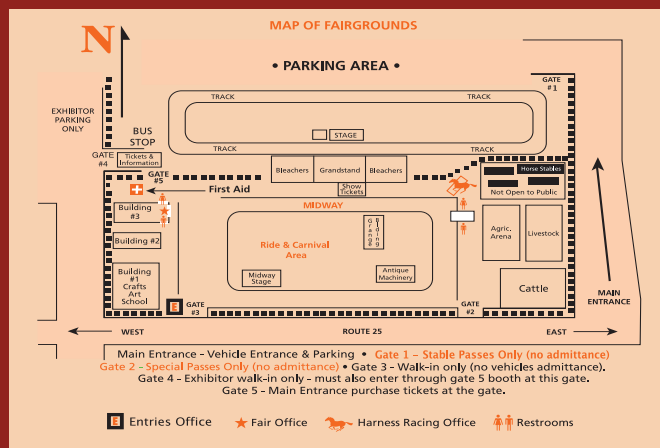 MAP OF FAIRGROUNDS
N
• PARKING AREA •
GATE
#1
TRACK
TRACK
EXHIBITOR
PARKING
ONLY
BUS
STOP
STAGE
TRACK
TRACK
GATE
#4
Tickets &
Information
GATE
#5
First Aid
Bleachers
Grandstand
Bleachers
Show
Tickets
Horse Stables
Not Open to Public
MIDWAY
Building
#3
Building #2
Building
#1
Crafts
Art
School
Ride & Carnival
Area
Grange
Building
Midway
Stage
Antique
Machinery
Agric.
Arena
Livestock
Cattle
E
GATE
#3
GATE
#2
MAIN
ENTRANCE
WEST
ROUTE 25
EAST
Main Entrance - Vehicle Entrance & Parking • Gate 1 – Stable Passes Only (no admittance)
Gate 2 - Special Passes Only (no admittance) • Gate 3 - Walk-in only (no vehicles admitted).
Gate 4 - Exhibitor walk-in only - must also enter through gate 5 booth at this gate.
Gate 5 - Main Entrance purchase tickets at the gate.
E Entries Office
Fair Office
Harness Racing Office
Restrooms